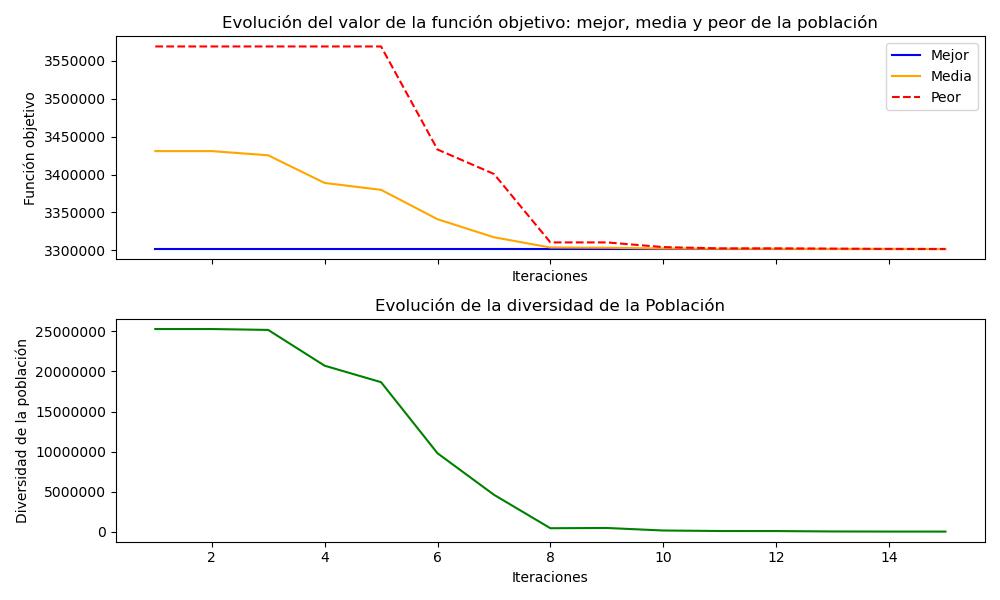 Evolución del valor de la función objetivo: mejor, media y peor de la población
Función objetivo
3550000
3500000
3450000
3400000
3350000
3300000
Mejor
Media
Peor
Iteraciones
Evolución de la diversidad de la Población
Diversidad de la población
25000000
20000000
15000000
10000000
5000000
0
2 4 6 8 10 12 14
Iteraciones